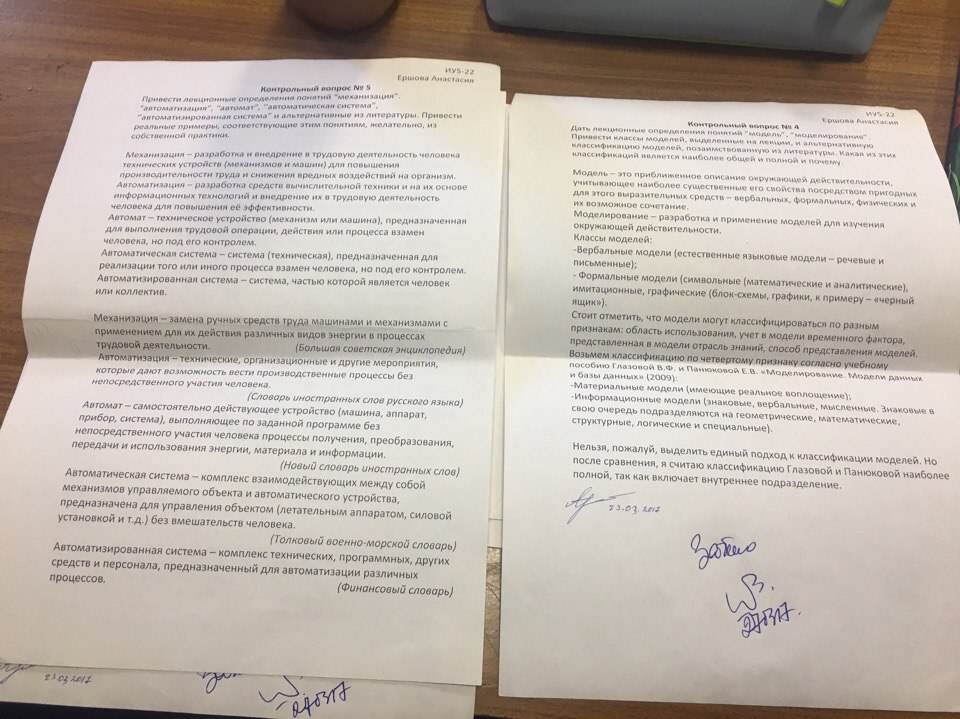 ИУ5-22
Ершова Анастасия
Контрольный вопрос № 5
Привести лекционные определения понятий "механизация".
"автоматизация", "автомат", "автоматическая система",
"автоматизированная система" и альтернативные из литературы. Привести
реальные примеры, соответствующие этим понятиям, желательно, из
собственной практики.
Механизация – разработка и внедрение в трудовую деятельность человека
технических устройств (механизмов и машин) для повышения
производительности труда и снижения вредных воздействий на организм.
Автоматизация – разработка средств вычислительной техники и на их основе
информационных технологий и внедрение их в трудовую деятельность
человека для повышения её эффективности.
Автомат – техническое устройство (механизм или машина), предназначенная
для выполнения трудовой операции, действия или процесса взамен
человека, но под его контролем.
Автоматическая система – система (техническая), предназначенная для
реализации того или иного процесса взамен человека, но под его контролем.
Автоматизированная система – система, частью которой является человек
или коллектив.
Механизация – замена ручных средств труда машинами и механизмами с
применением для их действия различных видов энергии в процессах
трудовой деятельности. (Большая советская энциклопедия)
Автоматизация – технические, организационные и другие мероприятия,
которые дают возможность вести производственные процессы без
непосредственного участия человека.
(Словарь иностранных слов русского языка)
Автомат – самостоятельно действующее устройство (машина, аппарат,
прибор, система), выполняющее по заданной программе без
непосредственного участия человека процессы получения, преобразования,
передачи и использования энергии, материала и информации.
(Новый словарь иностранных слов)
Автоматическая система – комплекс взаимодействующих между собой
механизмов управляемого объекта и автоматического устройства,
предназначена для управления объектом (летательным аппаратом, силовой
установкой и т.д.) без вмешательств человека.
(Толковый военно-морской словарь)
Автоматизированная система – комплекс технических, программных, других
средств и персонала, предназначенный для автоматизации различных
процессов.
(Финансовый словарь)
23.03.2017
270317
ИУ5-22
Ершова Анастасия
Контрольный вопрос № 4
Дать лекционные определения понятий "модель", "моделирование" .
Привести классы моделей, выделенные на лекции, и альтернативную
классификацию моделей, позаимствованную из литературы. Какая из этих
классификаций является наиболее общей и полной и почему.
Модель – это приближенное описание окружающей действительности,
учитывающее наиболее существенные его свойства посредством пригодных
для этого выразительных средств – вербальных, формальных, физических и
их возможное сочетание.
Моделирование – разработка и применение моделей для изучения
окружающей действительности.
Классы моделей:
-Вербальные модели (естественные языковые модели – речевые и
письменные);
- Формальные модели (символьные (математические и аналитические),
имитационные, графические (блок-схемы, графики, к примеру – «черный
ящик»).
Стоит отметить, что модели могут классифицироваться по разным
признакам: область использования, учет в модели временного фактора,
представленная в модели отрасль знаний, способ представления моделей.
Возьмем классификацию по четвертому признаку согласно учебному
пособию Глазовой В.Ф. и Панюковой Е.В. «Моделирование. Модели данных
и базы данных» (2009):
-Материальные модели (имеющие реальное воплощение);
-Информационные модели (знаковые, вербальные, мысленные. Знаковые в
свою очередь подразделяются на геометрические, математические,
структурные, логические и специальные).
Нельзя, пожалуй, выделить единый подход к классификации моделей. Но
после сравнения, я считаю классификацию Глазовой и Панюковой наиболее
полной, так как включает внутреннее подразделение.
23.03.2017
Зачтено
270317